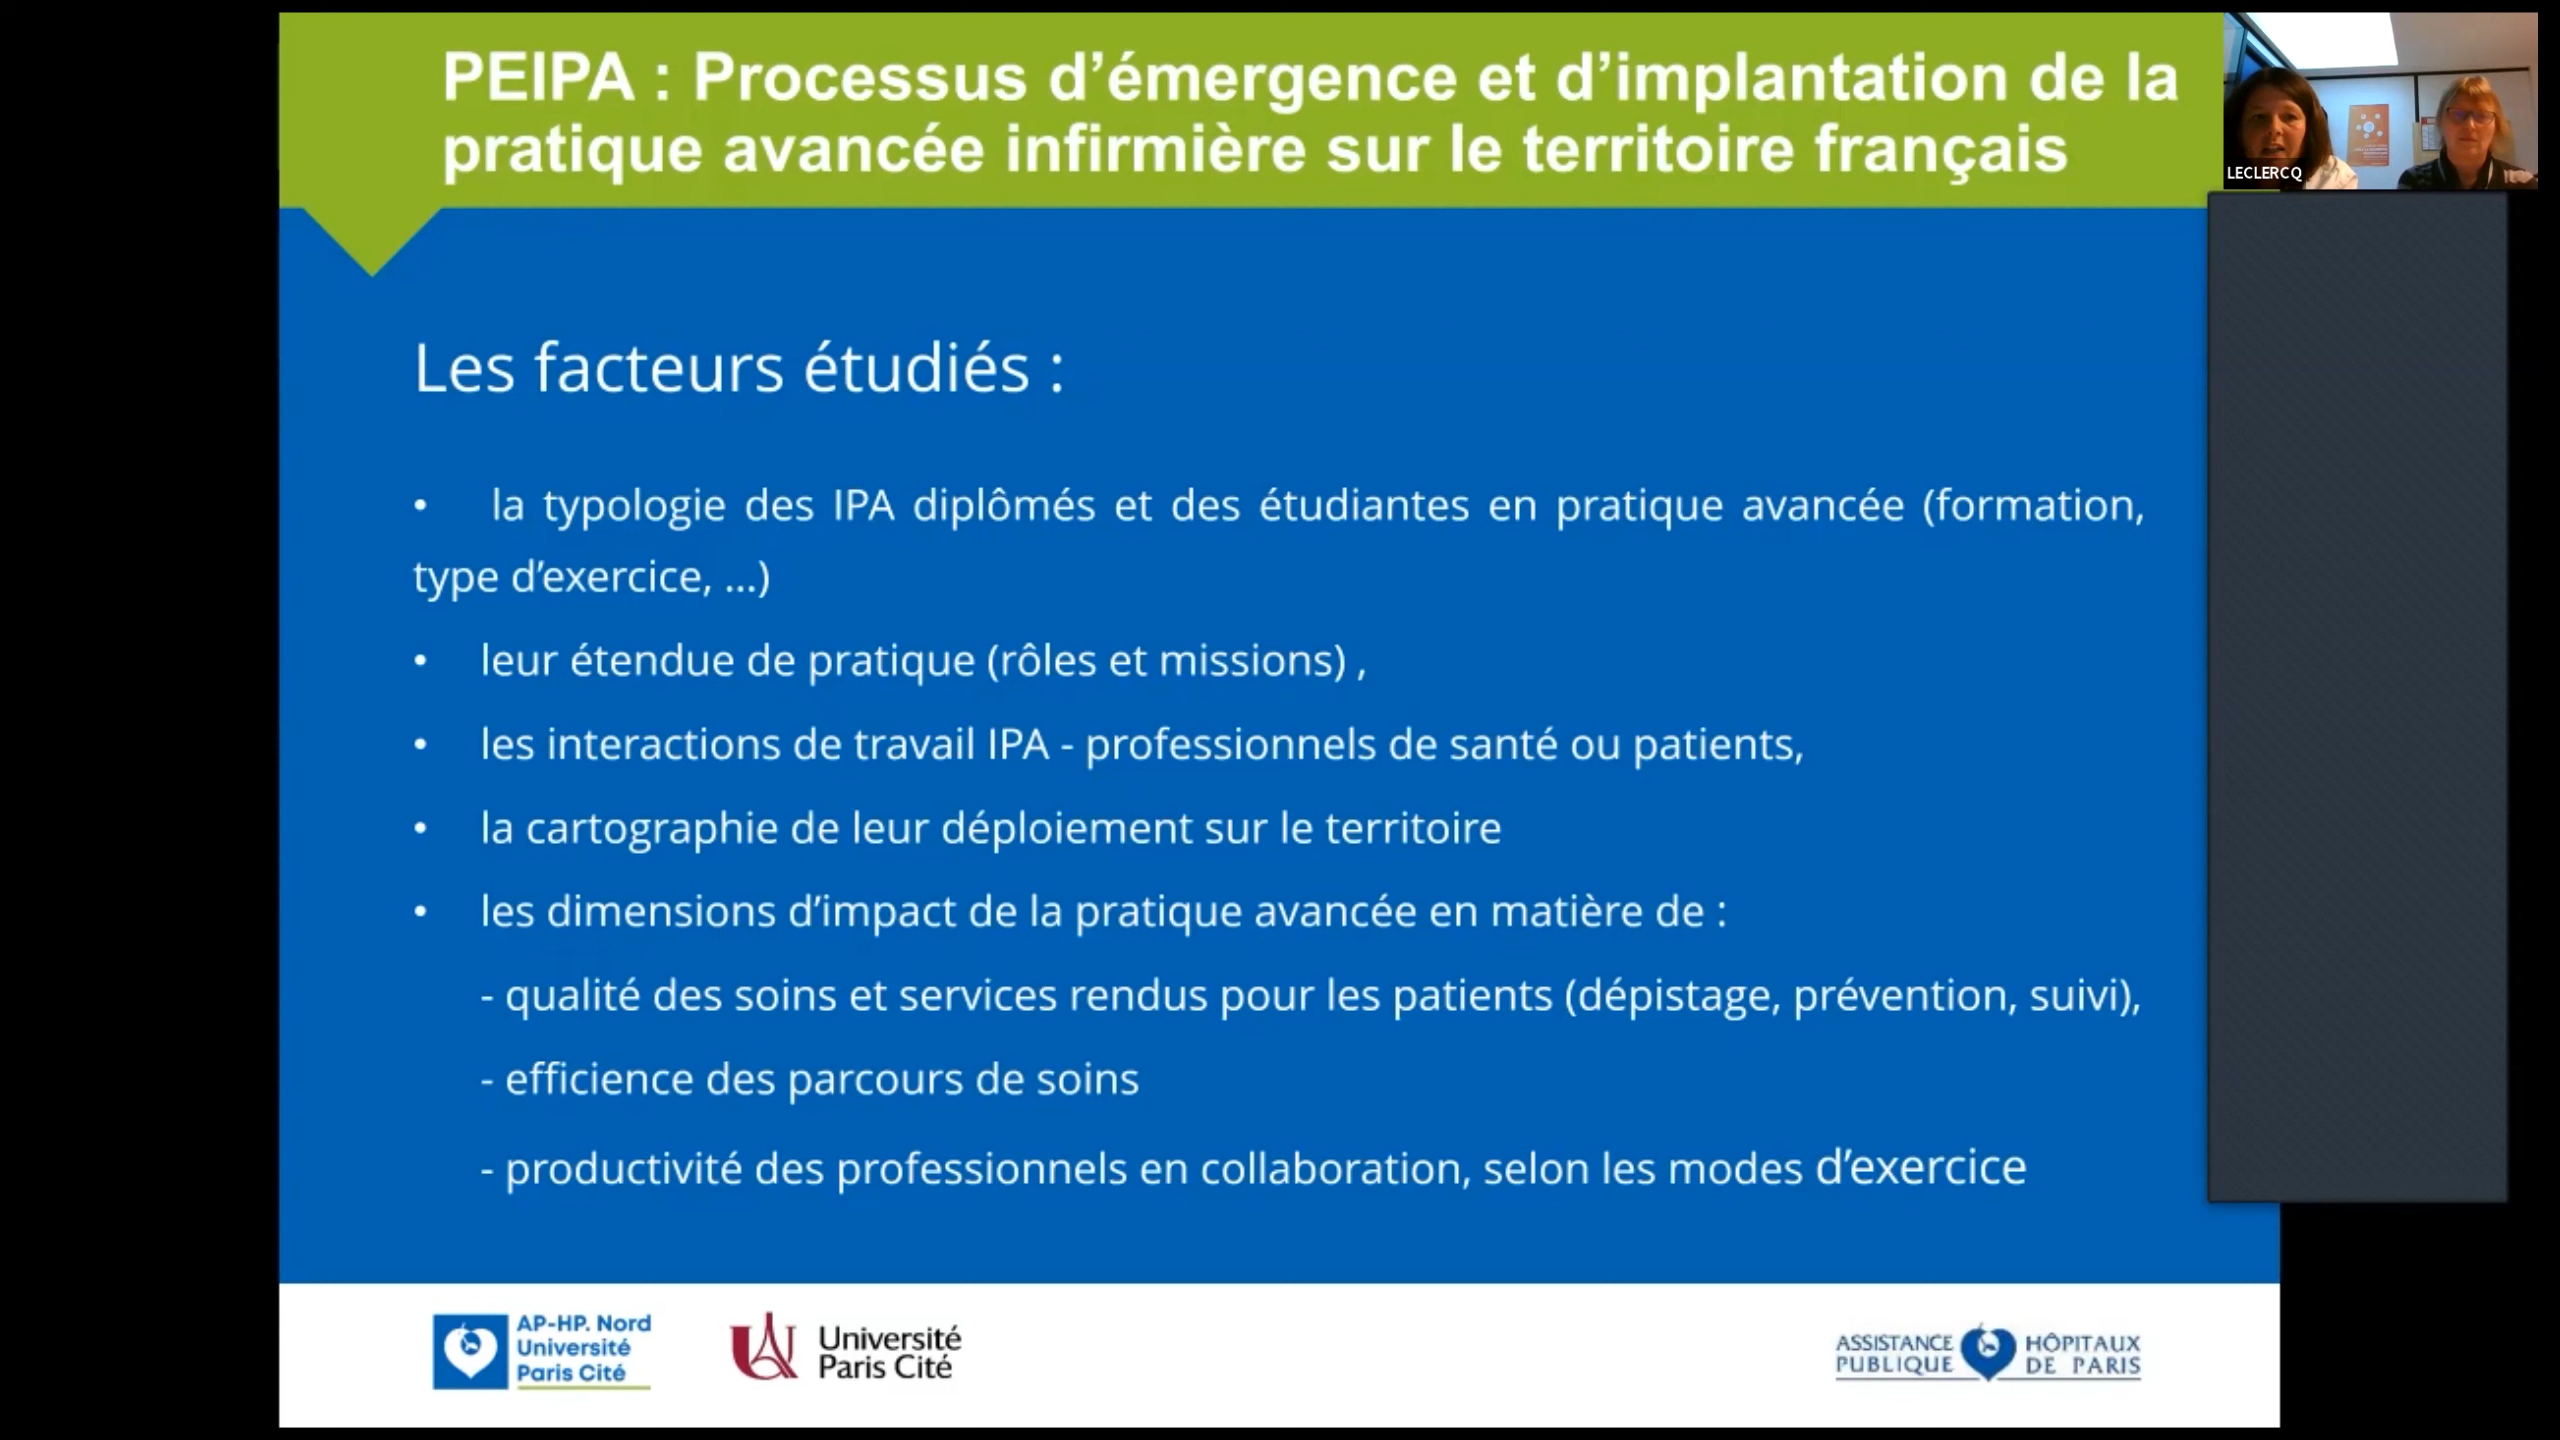 PEIPA : Processus d’émergence et d’implantation de la
pratique avancée infirmière sur le territoire français
LECLERCQ
Les facteurs étudiés :
• la typologie des IPA diplômés et des étudiantes en pratique avancée (formation,
type d’exercice, ...)
• leur étendue de pratique (rôles et missions) ,
• les interactions de travail IPA - professionnels de santé ou patients,
• la cartographie de leur déploiement sur le territoire
• les dimensions d’impact de la pratique avancée en matière de :
- qualité des soins et services rendus pour les patients (dépistage, prévention, suivi),
- efficience des parcours de soins
- productivité des professionnels en collaboration, selon les modes d’exercice
AP-HP. Nord
Université
Paris Cité
Université
Paris Cité
ASSISTANCE HÔPITAUX
PUBLIQUE DE PARIS